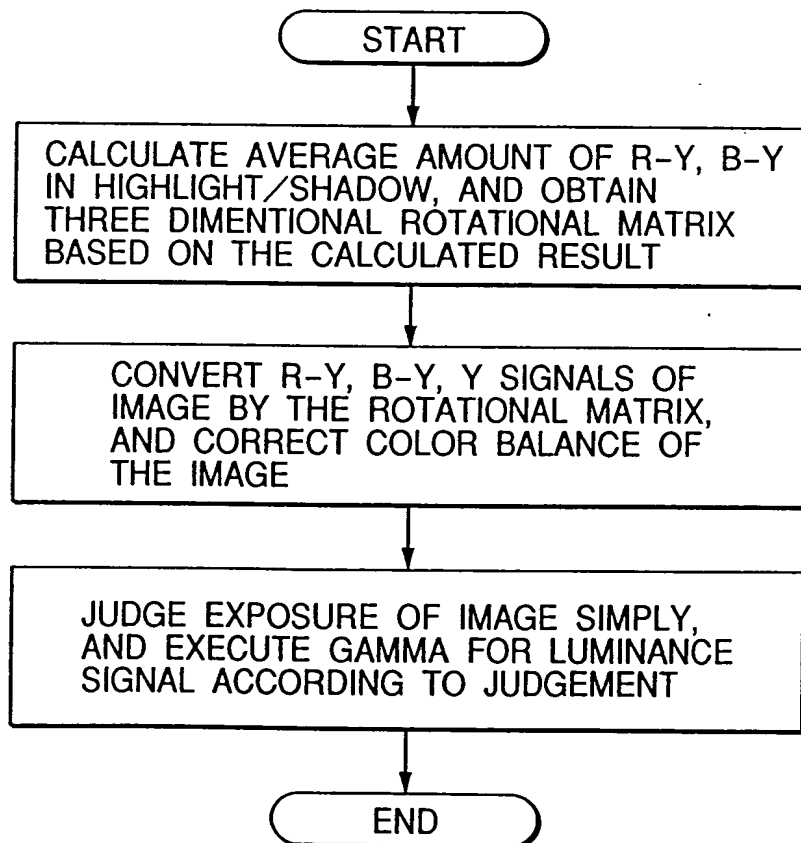 START
CALCULATE AVERAGE AMOUNT OF R-Y, B-Y
IN HIGHLIGHT/SHADOW, AND OBTAIN
THREE DIMENTIONAL ROTATIONAL MATRIX
BASED ON THE CALCULATED RESULT
CONVERT R-Y, B-Y, Y SIGNALS OF
IMAGE BY THE ROTATIONAL MATRIX,
AND CORRECT COLOR BALANCE OF
THE IMAGE
JUDGE EXPOSURE OF IMAGE SIMPLY,
AND EXECUTE GAMMA FOR LUMINANCE
SIGNAL ACCORDING TO JUDGEMENT
END